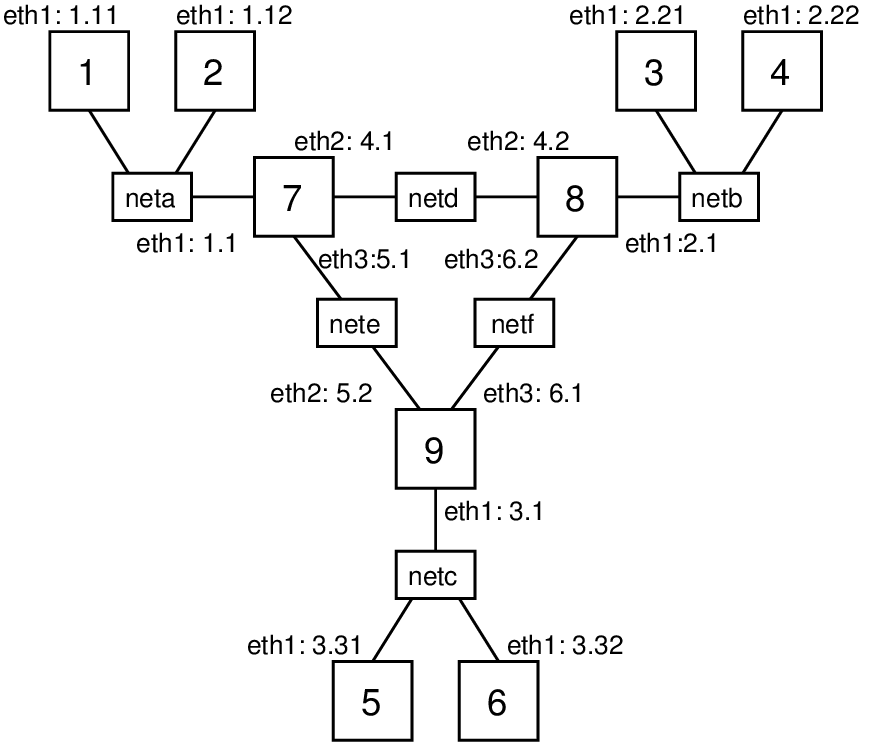 eth1: 1.11
eth1: 1.12
eth1: 2.21
eth1: 2.22
1
2
3
4
eth2: 4.1
eth2: 4.2
neta
7
netd
8
netb
eth1: 1.1
eth1:2.1
eth3:5.1
eth3:6.2
nete
netf
eth2: 5.2
eth3: 6.1
9
eth1: 3.1
netc
eth1: 3.31
eth1: 3.32
5
6